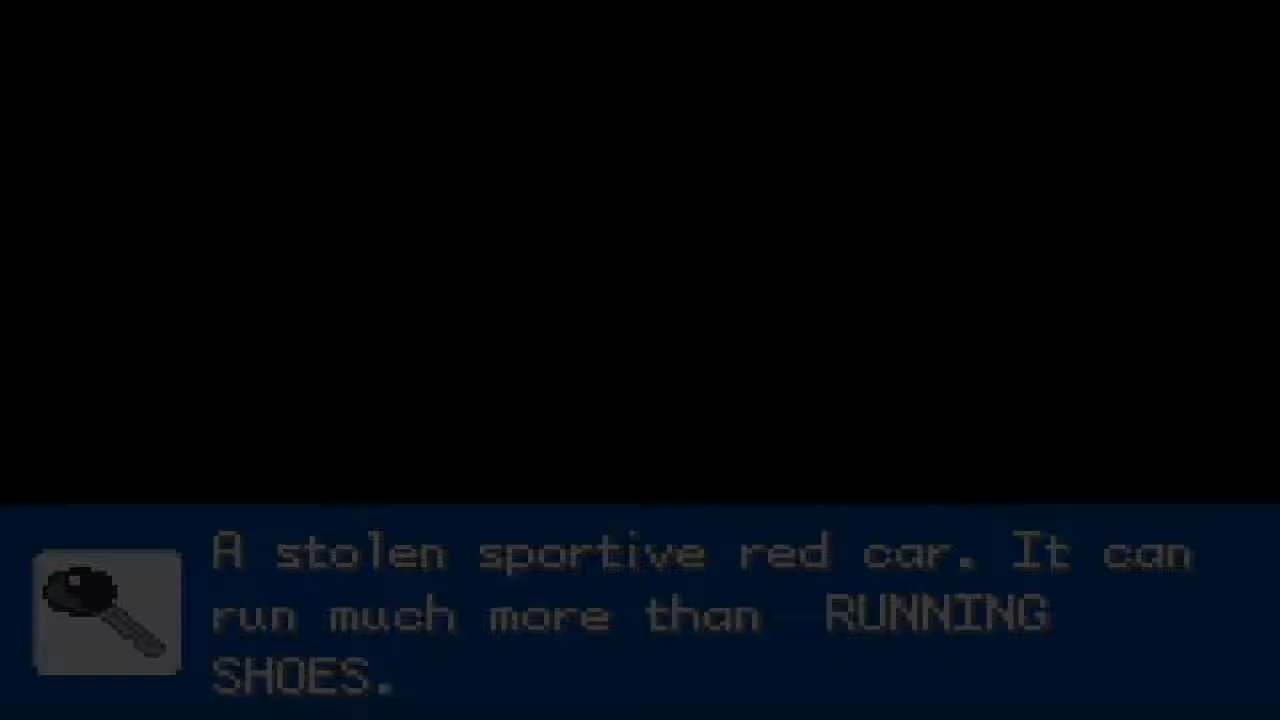 A stolen sportive red car. It can
run much more than RUNNING
SHOES.